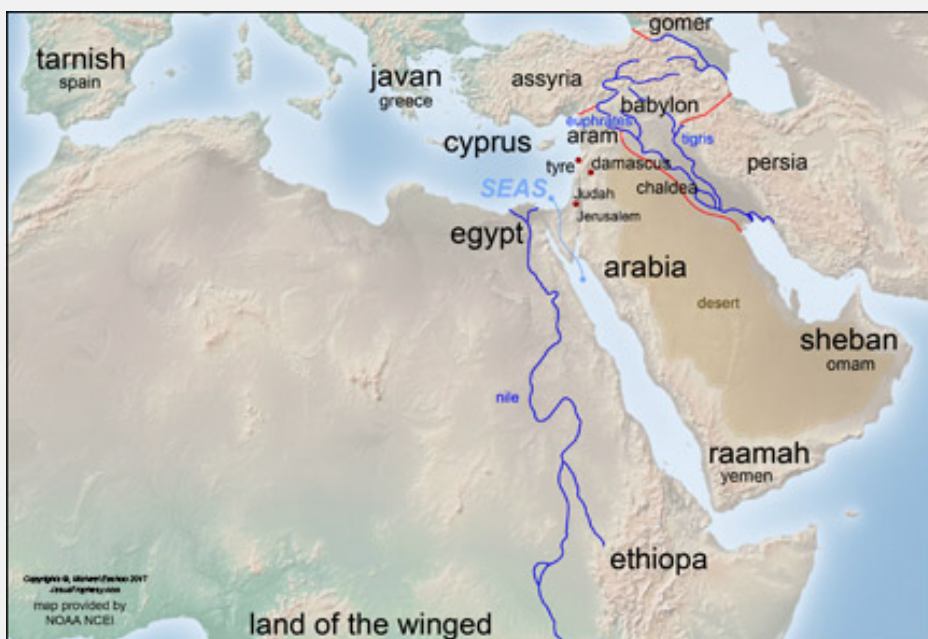 gomer
tarnish
spain
javan
greece
assyria
babylon
euphrates
aram
tigris
cyprus
tyre
damascus
persia
SEAS
Judah
chaldea
Jerusalem
egypt
arabia
desert
sheban
omam
nile
raamah
yemen
ethiopa
land of the winged
map provided by
NOAA NCEI